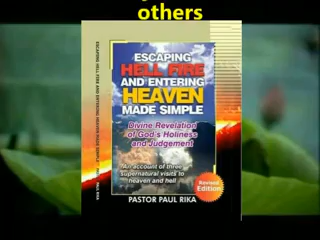 others
ESCAPING
HELL FIRE
AND ENTERING
HEAVEN
MADE SIMPLE
Divine Revelation
of God's Holiness
and Judgement
An account of three
supernatural visits to
heaven and hell
Revised
Edition
PASTOR PAUL RIKA